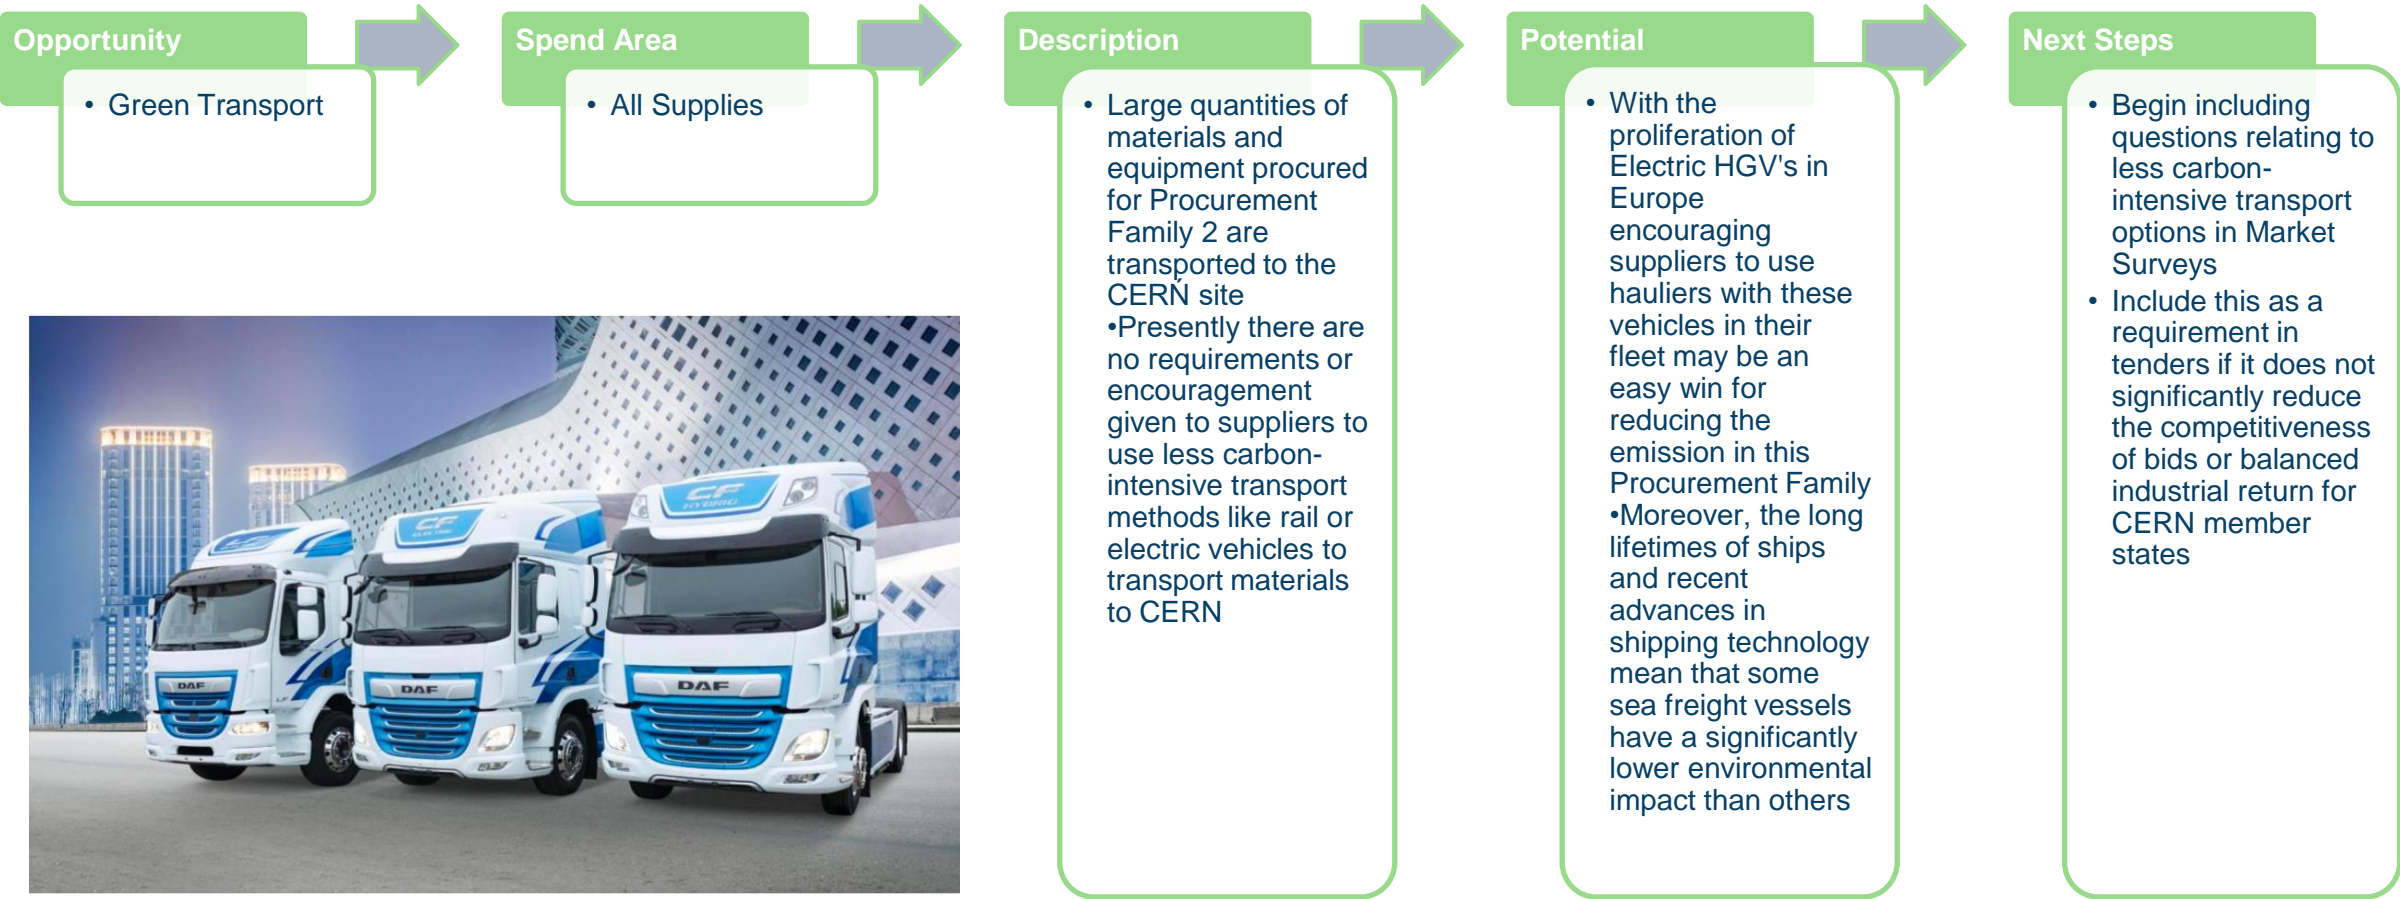 Opportunity
• Green Transport
Spend Area
• All Supplies
Description
• Large quantities of
materials and
equipment procured
for Procurement
Family 2 are
transported to the
CERŃ site
•Presently there are
no requirements or
encouragement
given to suppliers to
use less carbon-
intensive transport
methods like rail or
electric vehicles to
transport materials
to CERN
Potential
• With the
proliferation of
Electric HGV's in
Europe
encouraging
suppliers to use
hauliers with these
vehicles in their
fleet may be an
easy win for
reducing the
emission in this
Procurement Family
•Moreover, the long
lifetimes of ships
and recent
advances in
shipping technology
mean that some
sea freight vessels
have a significantly
lower environmental
impact than others
Next Steps
• Begin including
questions relating to
less carbon-
intensive transport
options in Market
Surveys
• Include this as a
requirement in
tenders if it does not
significantly reduce
the competitiveness
of bids or balanced
industrial return for
CERN member
states
CF
ELECTRIC
CF
HYBRID
DAF
DAF
DAF